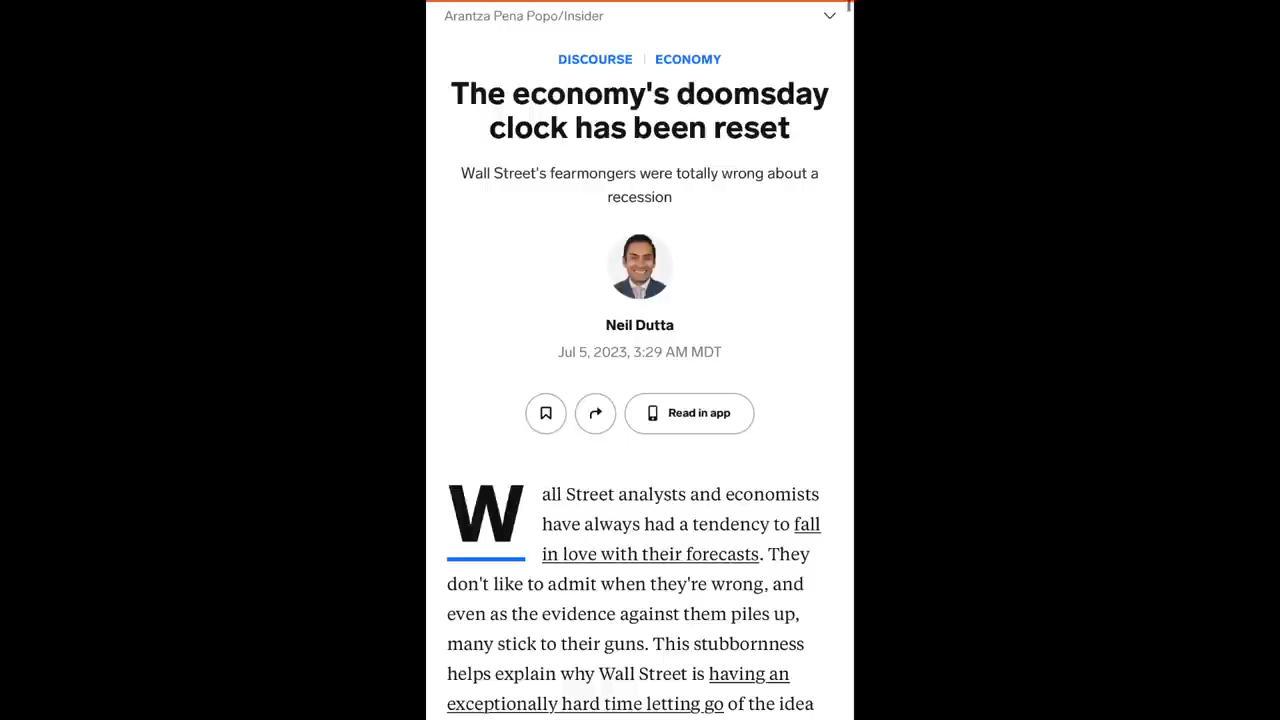 Arantza Pena Popo/Insider
DISCOURSE | ECONOMY
The economy's doomsday
clock has been reset
Wall Street's fearmongers were totally wrong about a
recession
Neil Dutta
Jul 5, 2023, 3:29 AM MDT
Read in app
Wall Street analysts and economists
have always had a tendency to fall
in love with their forecasts. They
don't like to admit when they're wrong, and
even as the evidence against them piles up,
many stick to their guns. This stubbornness
helps explain why Wall Street is having an
exceptionally hard time letting go of the idea